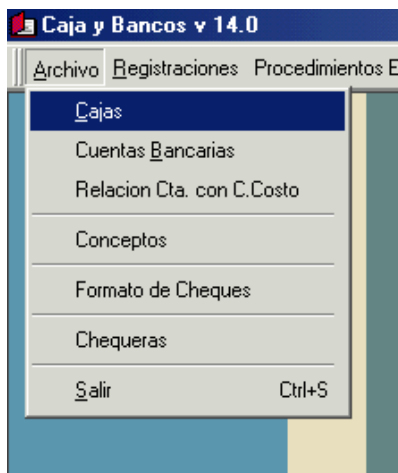 Caja y Bancos v 14.0
Archivo Registraciones Procedimientos E
Cajas
Cuentas Bancarias
Relacion Cta. con C.Costo
Conceptos
Formato de Cheques
Chequeras
Salir Ctrl+S